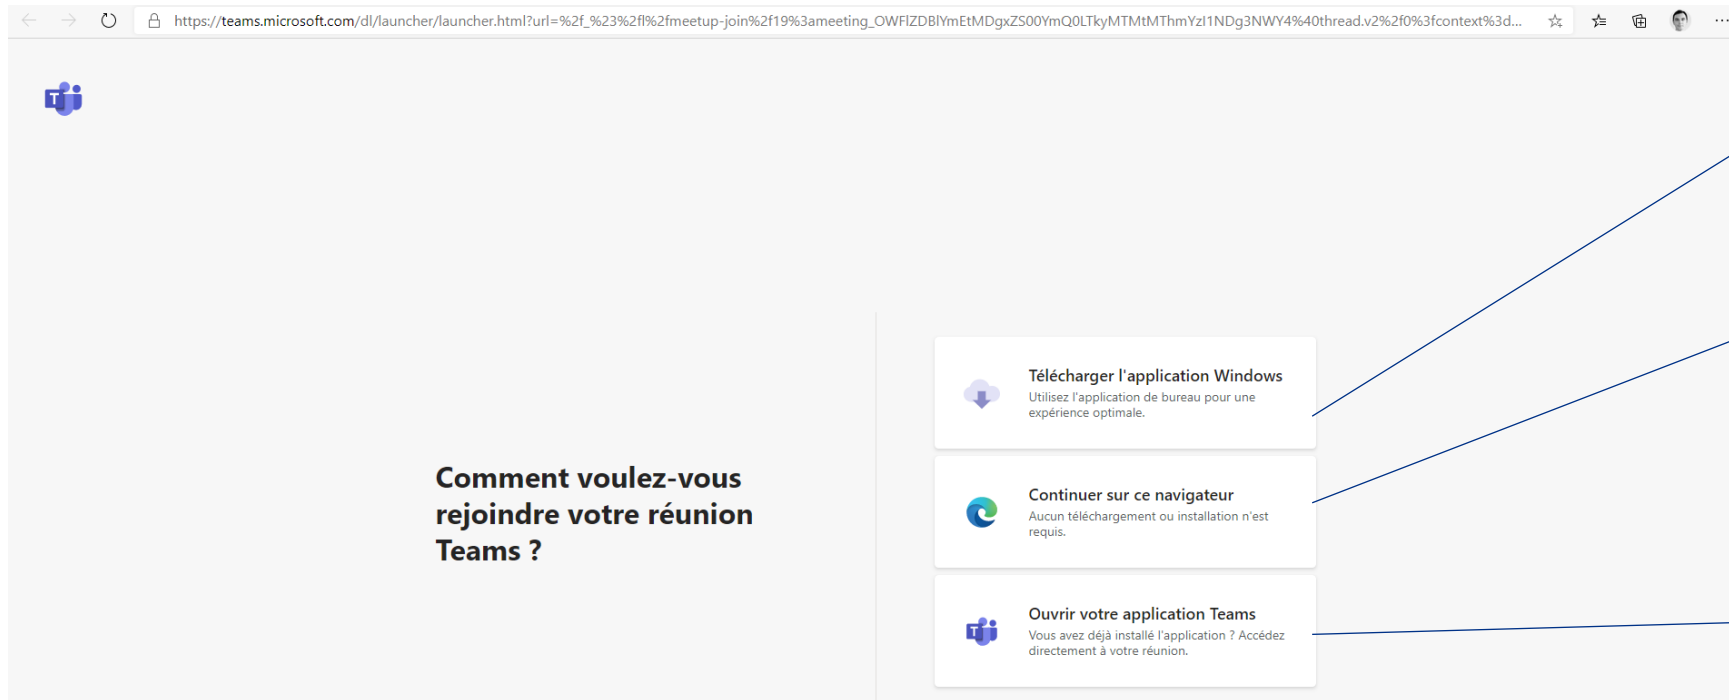 https://teams.microsoft.com/dl/launcher/launcher.html?url=%2f_%23%2fl%2fmeetup-join%2f19%3ameeting_OWFlZDBlYmEtMDgxZS00YmQ0LTkyMTMtMThmYzI1NDg3NWY4%40thread.v2%2f0%3fcontext%3d...
T
Télécharger l'application Windows
Utilisez l'application de bureau pour une
expérience optimale.
Comment voulez-vous
rejoindre votre réunion
Teams ?
Continuer sur ce navigateur
Aucun téléchargement ou installation n'est
requis.
T
Ouvrir votre application Teams
Vous avez déjà installé l'application ? Accédez
directement à votre réunion.